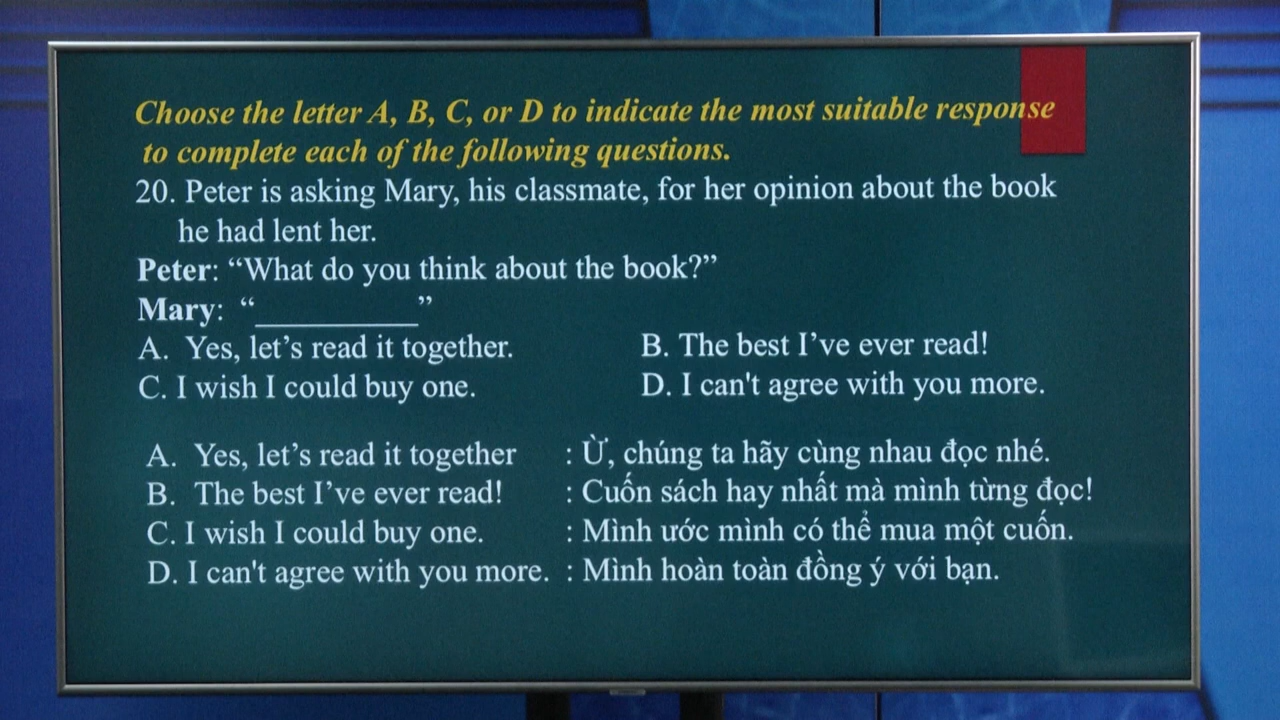 Choose the letter A, B, C, or D to indicate the most suitable response
to complete each of the following questions.
20. Peter is asking Mary, his classmate, for her opinion about the book
he had lent her.
Peter: “What do you think about the book?”
Mary: “___________”
A. Yes, let’s read it together. B. The best I’ve ever read!
C. I wish I could buy one. D. I can't agree with you more.
A. Yes, let’s read it together : Ừ, chúng ta hãy cùng nhau đọc nhé.
B. The best I’ve ever read! : Cuốn sách hay nhất mà mình từng đọc!
C. I wish I could buy one. : Mình ước mình có thể mua một cuốn.
D. I can't agree with you more. : Mình hoàn toàn đồng ý với bạn.